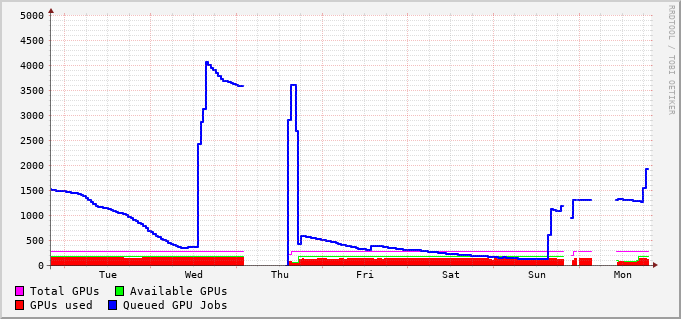 RRDTOOL / TOBI OETIKER
5000
4500
4000
3500
3000
2500
2000
1500
1000
500
0
Tue Wed Thu Fri Sat Sun Mon
Total GPUs Available GPUs
GPUs used Queued GPU Jobs